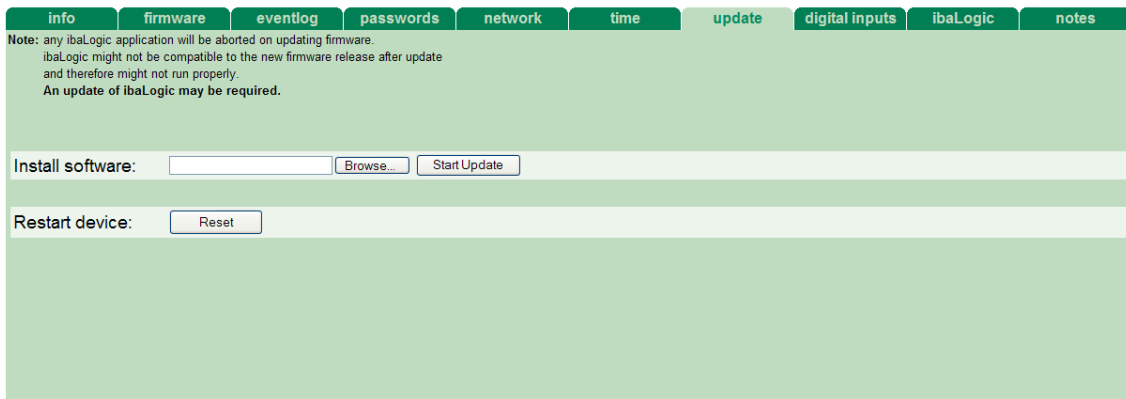 info firmware eventlog passwords network time update digital inputs ibaLogic notes
Note: any ibaLogic application will be aborted on updating firmware.
ibaLogic might not be compatible to the new firmware release after update
and therefore might not run properly.
An update of ibaLogic may be required.
Install software: Browse... Start Update
Restart device: Reset